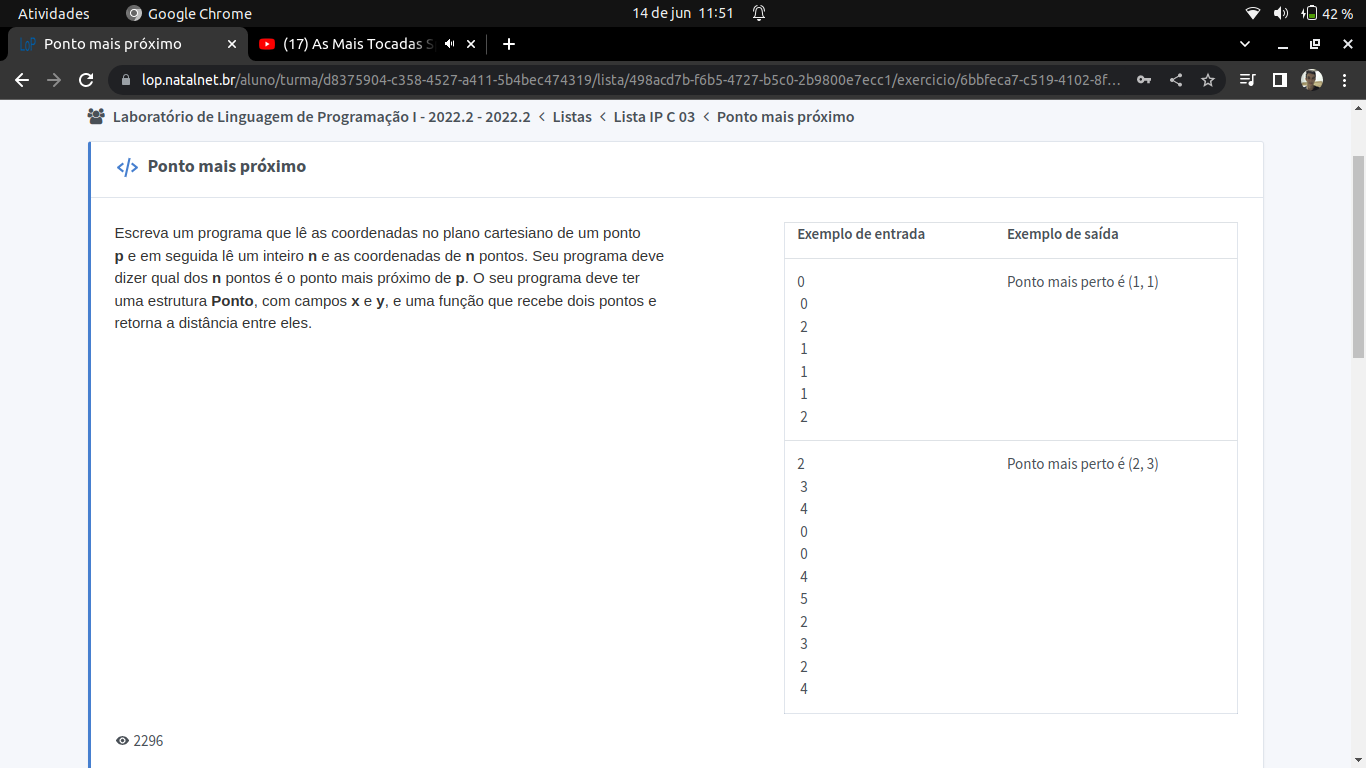 Atividades
Google Chrome
14 de jun 11:51
42 %
Ponto mais próximo
(17) As Mais Tocadas
lop.natalnet.br/aluno/turma/d8375904-c358-4527-a411-5b4bec474319/lista/498acd7b-f6b5-4727-b5c0-2b9800e7ecc1/exercicio/6bbfeca7-c519-4102-8f...
Laboratório de Linguagem de Programação I - 2022.2 - 2022.2 < Listas < Lista IP C 03 < Ponto mais próximo
</> Ponto mais próximo
Escreva um programa que lê as coordenadas no plano cartesiano de um ponto
p e em seguida lê um inteiro n e as coordenadas de n pontos. Seu programa deve
dizer qual dos n pontos é o ponto mais próximo de p. O seu programa deve ter
uma estrutura Ponto, com campos x e y, e uma função que recebe dois pontos e
retorna a distância entre eles.
Exemplo de entrada
Exemplo de saída
0
0
2
1
1
1
2
Ponto mais perto é (1, 1)
2
3
4
0
0
4
5
2
3
2
4
Ponto mais perto é (2, 3)
2296